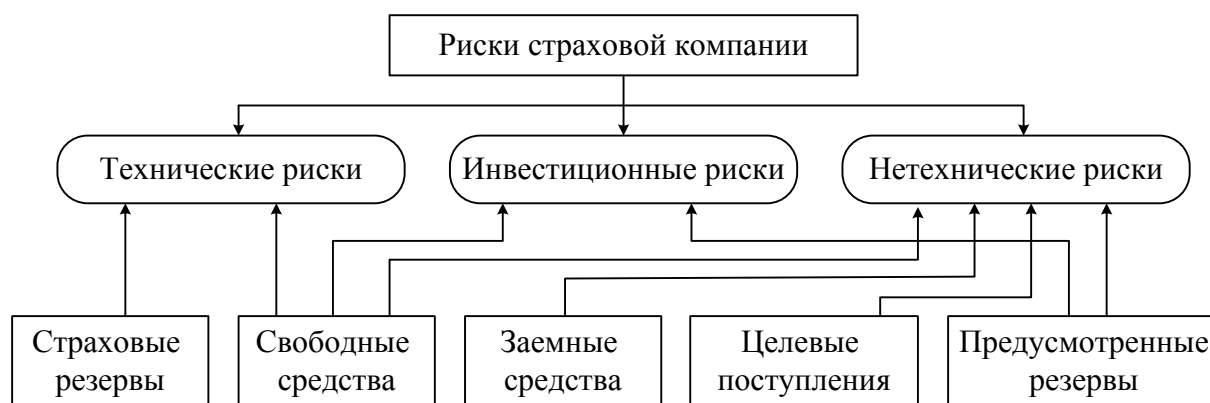 Риски страховой компании
Технические риски
Инвестиционные риски
Нетехнические риски
Страховые
резервы
Свободные
средства
Заемные
средства
Целевые
поступления
Предусмотренные
резервы